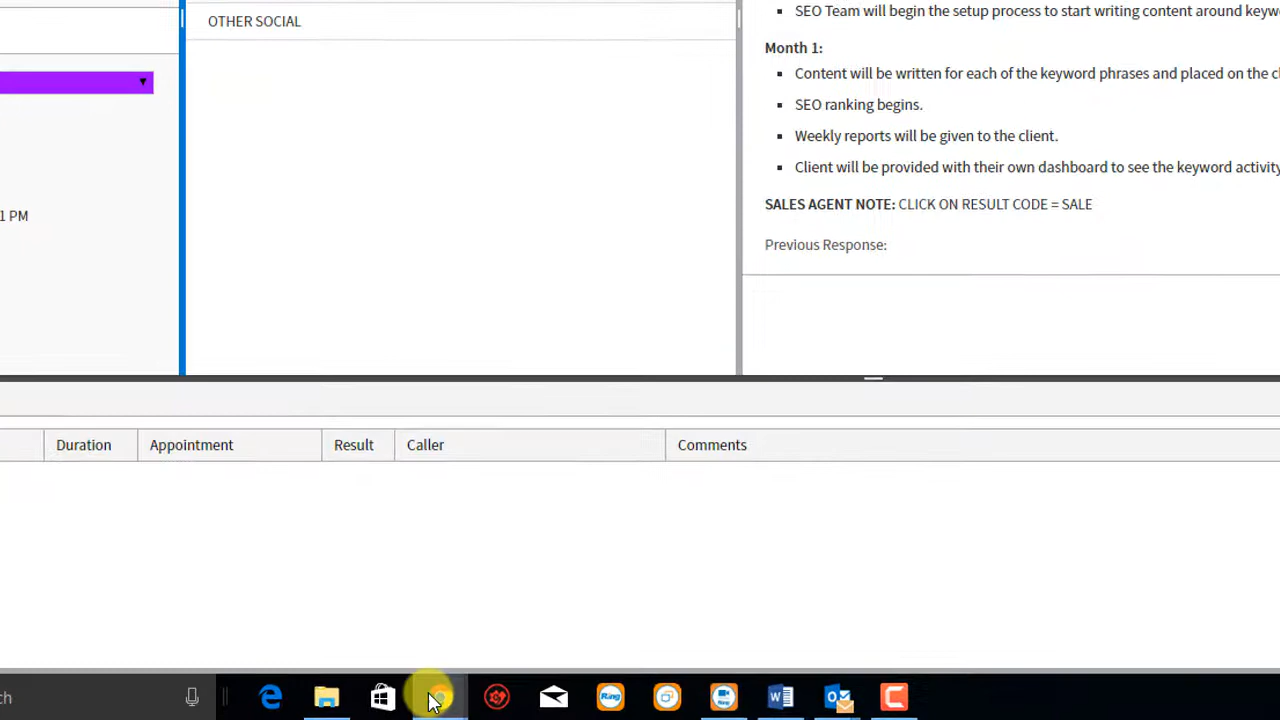 OTHER SOCIAL
1 PM
SEO Team will begin the setup process to start writing content around
Month 1:
Content will be written for each of the keyword phrases and placed on the
SEO ranking begins.
Weekly reports will be given to the client.
Client will be provided with their own dashboard to see the keyword activity
SALES AGENT NOTE: CLICK ON RESULT CODE = SALE
Previous Response:
Duration
Appointment
Result
Caller
Comments
Ring